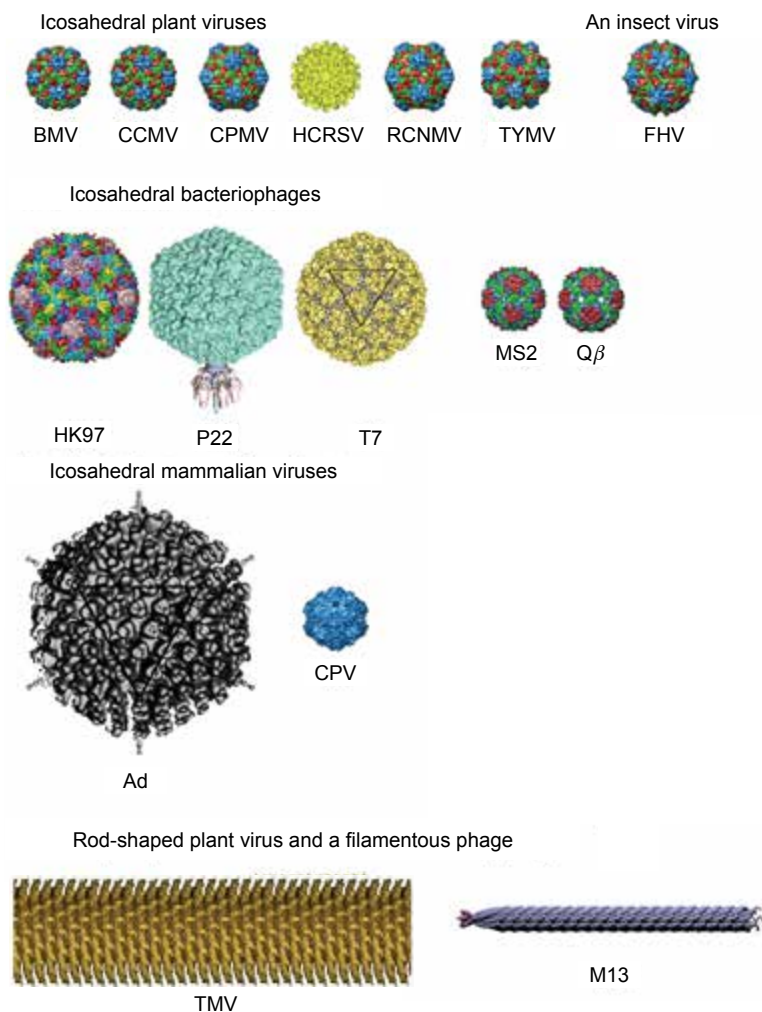 Icosahedral plant viruses
An insect virus
BMV
CCMV
CPMV
HCRSV
RCNMV
TYMV
FHV
Icosahedral bacteriophages
MS2
Qβ
HK97
P22
T7
Icosahedral mammalian viruses
CPV
Ad
Rod-shaped plant virus and a filamentous phage
M13
TMV